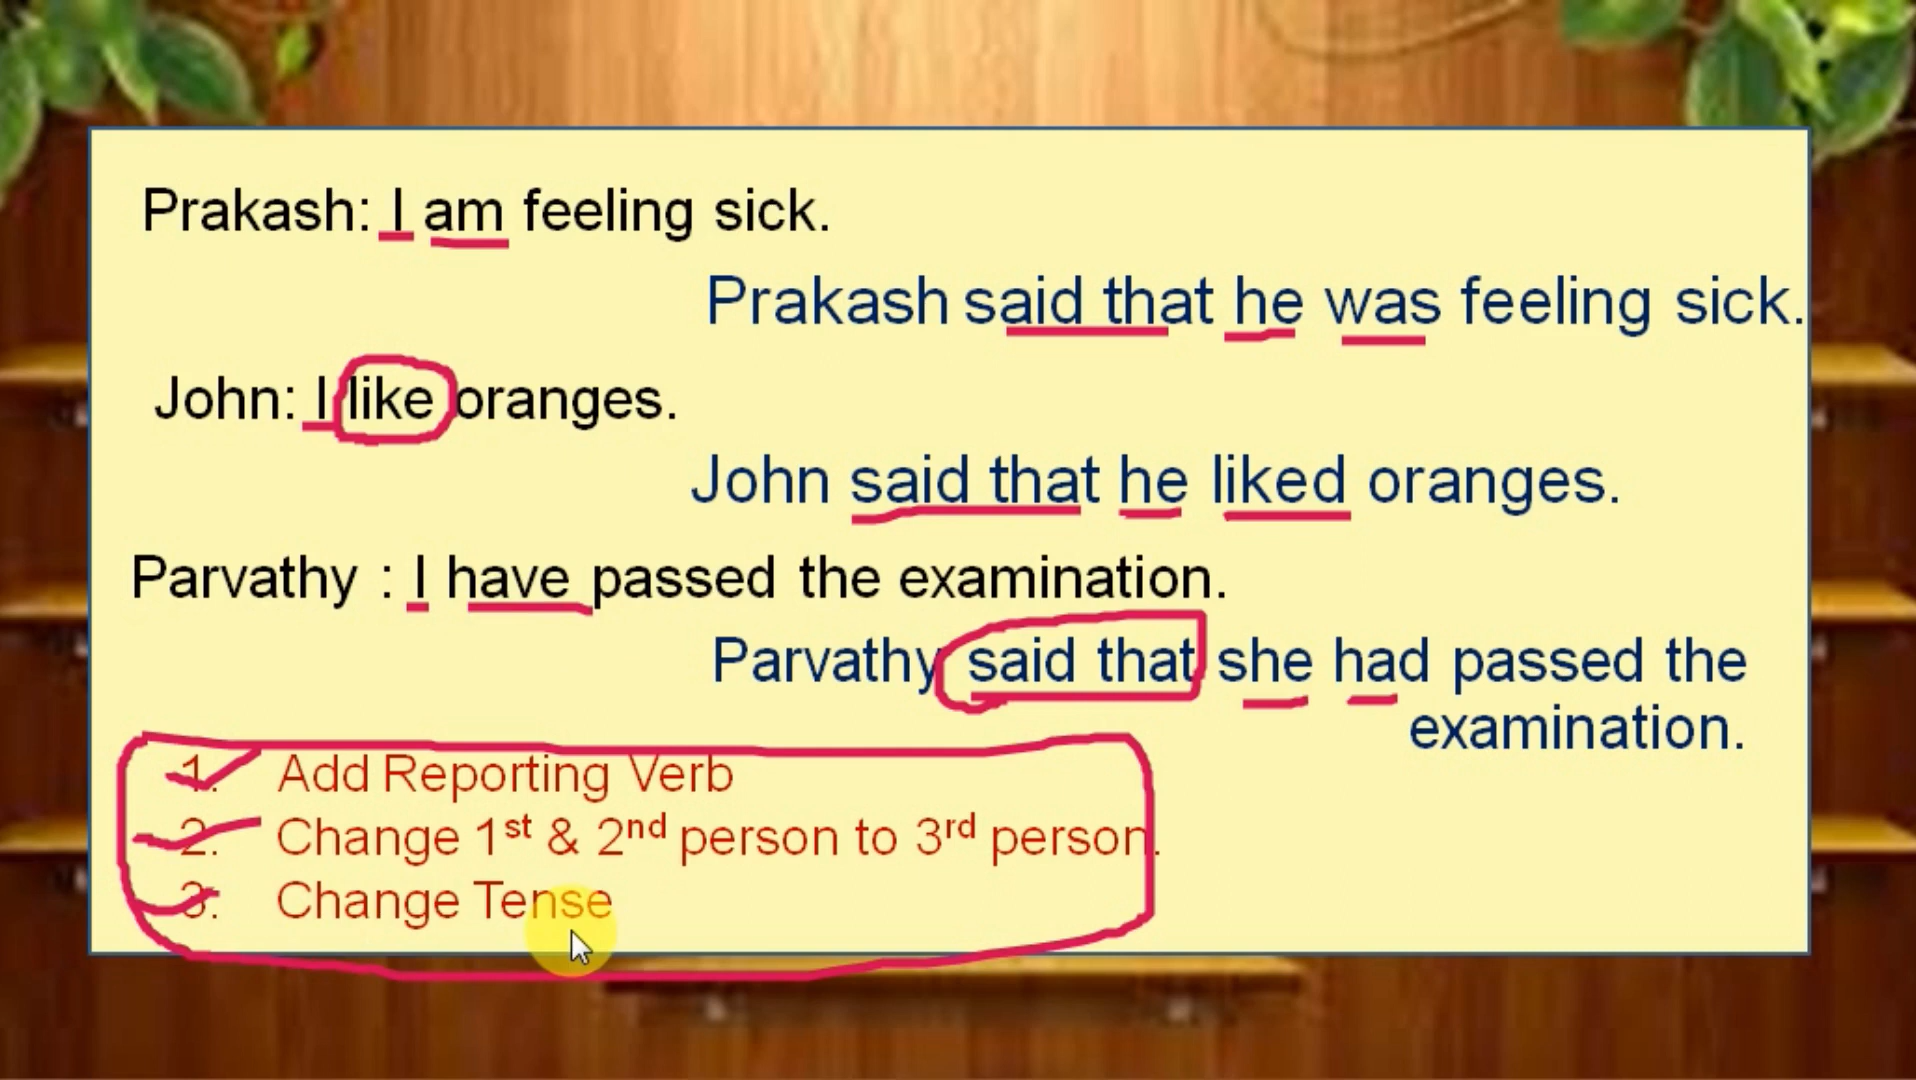 Prakash: I am feeling sick.
Prakash said that he was feeling sick.
John: I like oranges.
John said that he liked oranges.
Parvathy : I have passed the examination.
Parvathy said that she had passed the
examination.
1. Add Reporting Verb
2. Change 1st & 2nd person to 3rd person.
3. Change Tense